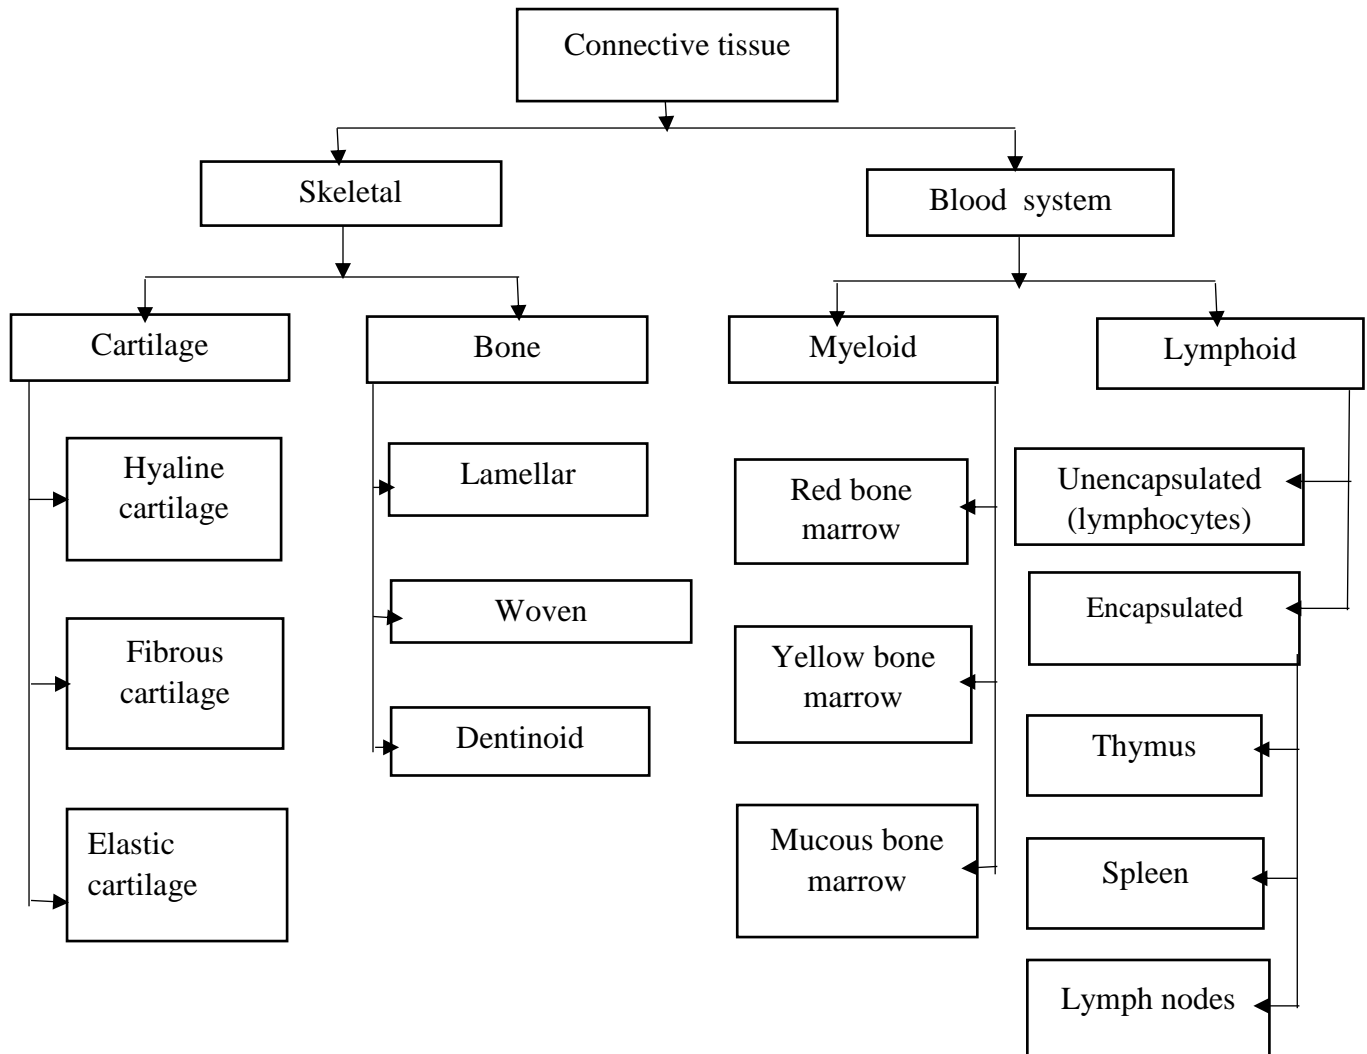 Connective tissue
Skeletal
Blood  system
Cartilage
Bone
Myeloid
Lymphoid
Hyaline
cartilage
Lamellar
Red bone
marrow
Unencapsulated
(lymphocytes)
Woven
Encapsulated
Fibrous
cartilage
Yellow bone
marrow
Dentinoid
Thymus
Elastic
cartilage
Mucous bone
marrow
Spleen
Lymph nodes